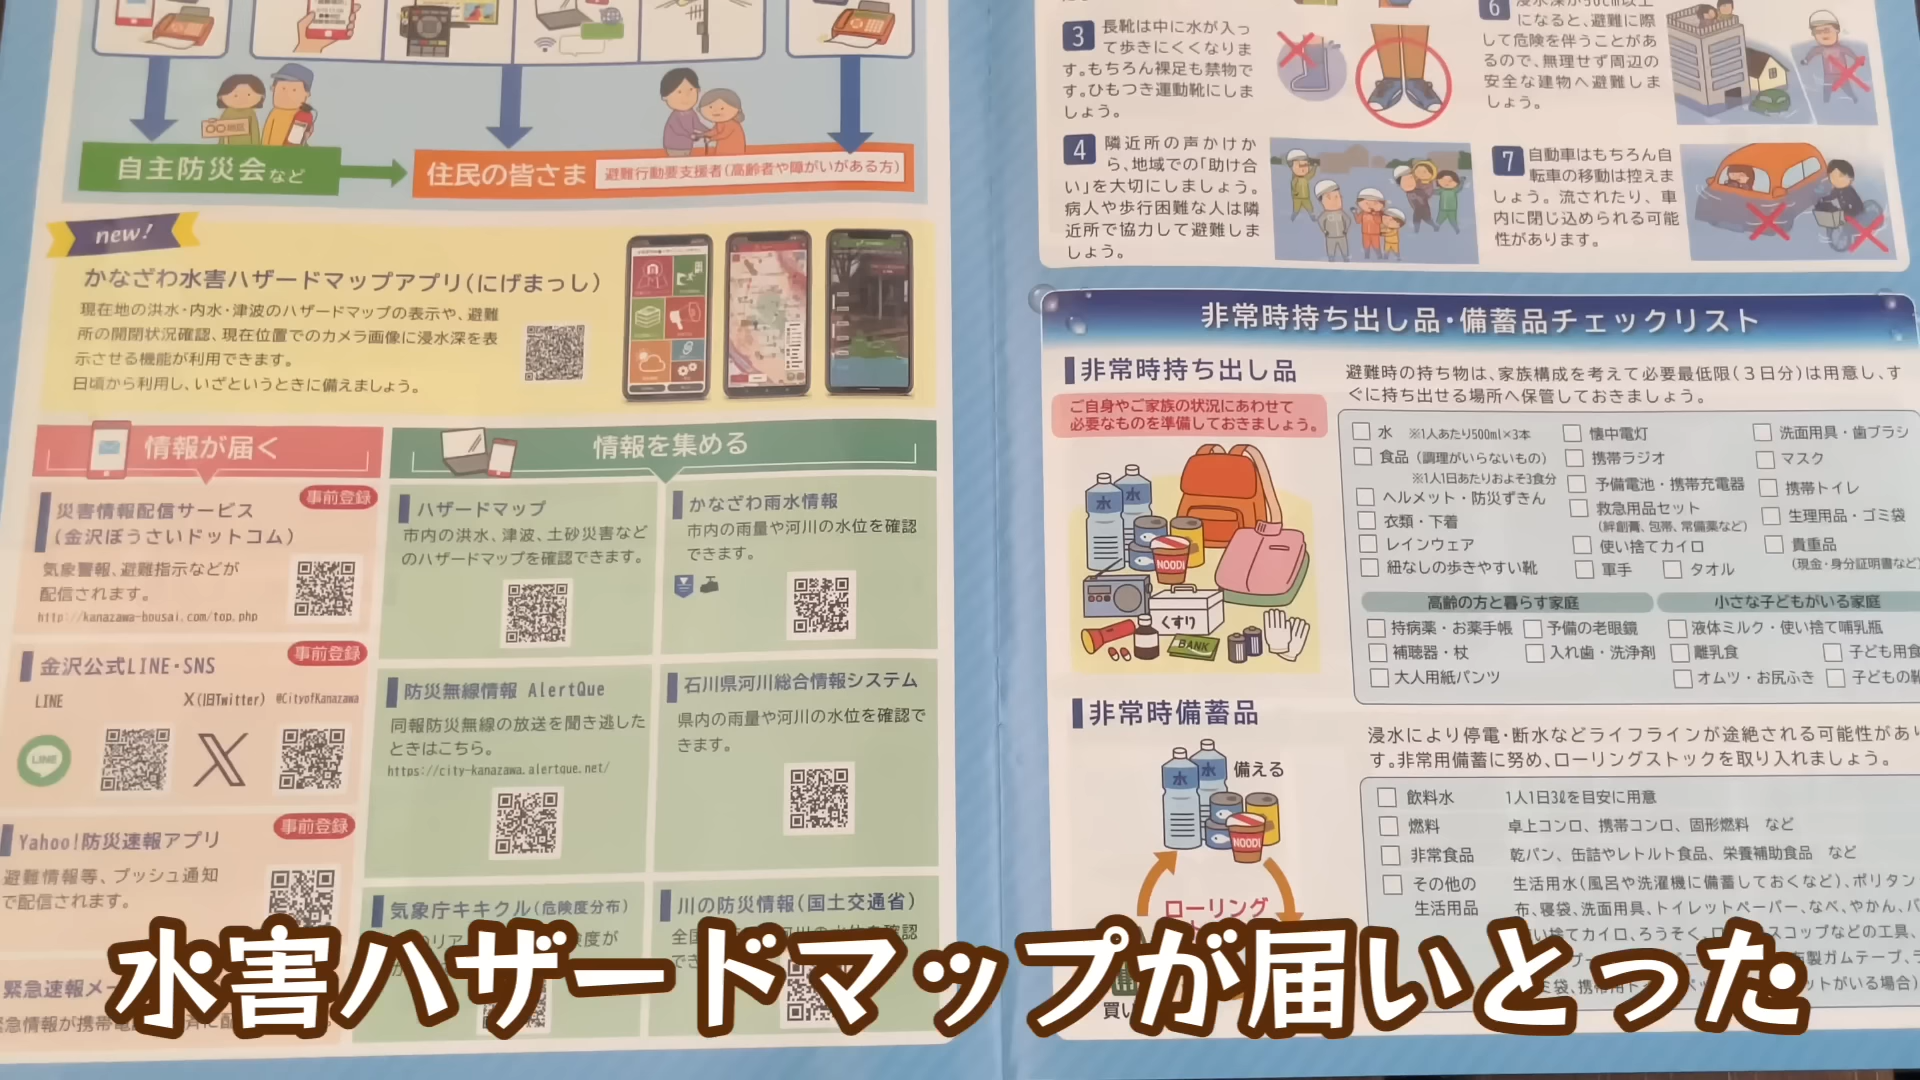 自主防災会など
住民の皆さま
避難行動要支援者(高齢者や障がいがある方)
new!
かなざわ水害ハザードマップアプリ(にげまっし)
現在地の洪水・内水・津波のハザードマップの表示や、避難
所の開閉状況確認、現在位置でのカメラ画像に浸水深を表
示させる機能が利用できます。
日頃から利用し、いざというときに備えましょう。
情報が届く
災害情報配信サービス
事前登録
(金沢ぼうさいドットコム)
気象警報、避難指示などが
配信されます。
http://kanazawa-bousai.com/top.php
金沢公式LINE・SNS
事前登録
LINE
X(旧Twitter) @CityofKanazawa
LINE
Yahoo!防災速報アプリ
事前登録
避難情報等、プッシュ通知
で配信されます。
緊急速報メー
情報を集める
ハザードマップ
市内の洪水、津波、土砂災害など
のハザードマップを確認できます。
かなざわ雨水情報
市内の雨量や河川の水位を確認
できます。
防災無線情報 AlertQue
同報防災無線の放送を聞き逃した
ときはこちら。
https://city-kanazawa.alertque.net/
石川県河川総合情報システム
県内の雨量や河川の水位を確認で
きます。
気象庁キキクル(危険度分布)
川の防災情報(国土交通省)
3 長靴は中に水が入っ
て歩きにくくなりま
す。もちろん裸足も禁物で
す。ひもつき運動靴にしま
しょう。
4 隣近所の声かけか
ら、地域での「助け合
い」を大切にしましょう。
病人や歩行困難な人は隣
近所で協力して避難しま
しょう。
6
になると、避難に際
して危険を伴うことがあ
るので、無理せず周辺の
安全な建物へ避難しま
しょう。
7 自動車はもちろん自
転車の移動は控えま
しょう。流されたり、車
内に閉じ込められる可能
性があります。
非常時持ち出し品・備蓄品チェックリスト
非常時持ち出し品
ご自身やご家族の状況にあわせて
必要なものを準備しておきましょう。
水
水
NOODI
くすり
BANK
避難時の持ち物は、家族構成を考えて必要最低限(3日分)は用意し、す
ぐに持ち出せる場所へ保管しておきましょう。
水 ※1人あたり500ml×3本
食品(調理がいらないもの)
※1人1日あたりおよそ3食分
ヘルメット・防災ずきん
衣類・下着
レインウェア
紐なしの歩きやすい靴
懐中電灯
携帯ラジオ
予備電池・携帯充電器
救急用品セット
(絆創膏、包帯、常備薬など)
使い捨てカイロ
軍手
タオル
洗面用具・歯ブラシ
マスク
携帯トイレ
生理用品・ゴミ袋
貴重品
(現金・身分証明書など
高齢の方と暮らす家庭
持病薬・お薬手帳
予備の老眼鏡
補聴器・杖
入れ歯・洗浄剤
大人用紙パンツ
小さな子どもがいる家庭
液体ミルク・使い捨て哺乳瓶
離乳食
子ども用食
オムツ・お尻ふき
子どもの靴
非常時備蓄品
水
水
備える
NOODI
ローリング
浸水により停電・断水などライフラインが途絶される可能性があり
す。非常用備蓄に努め、ローリングストックを取り入れましょう。
飲料水 1人1日3ℓを目安に用意
燃料 卓上コンロ、携帯コンロ、固形燃料 など
非常食品 乾パン、缶詰やレトルト食品、栄養補助食品 など
その他の 生活用水(風呂や洗濯機に備蓄しておくなど)、ポリタン
生活用品 布、寝袋、洗面用具、トイレットペーパー、なべ、やかん、バ
水害ハザードマップが届いとった